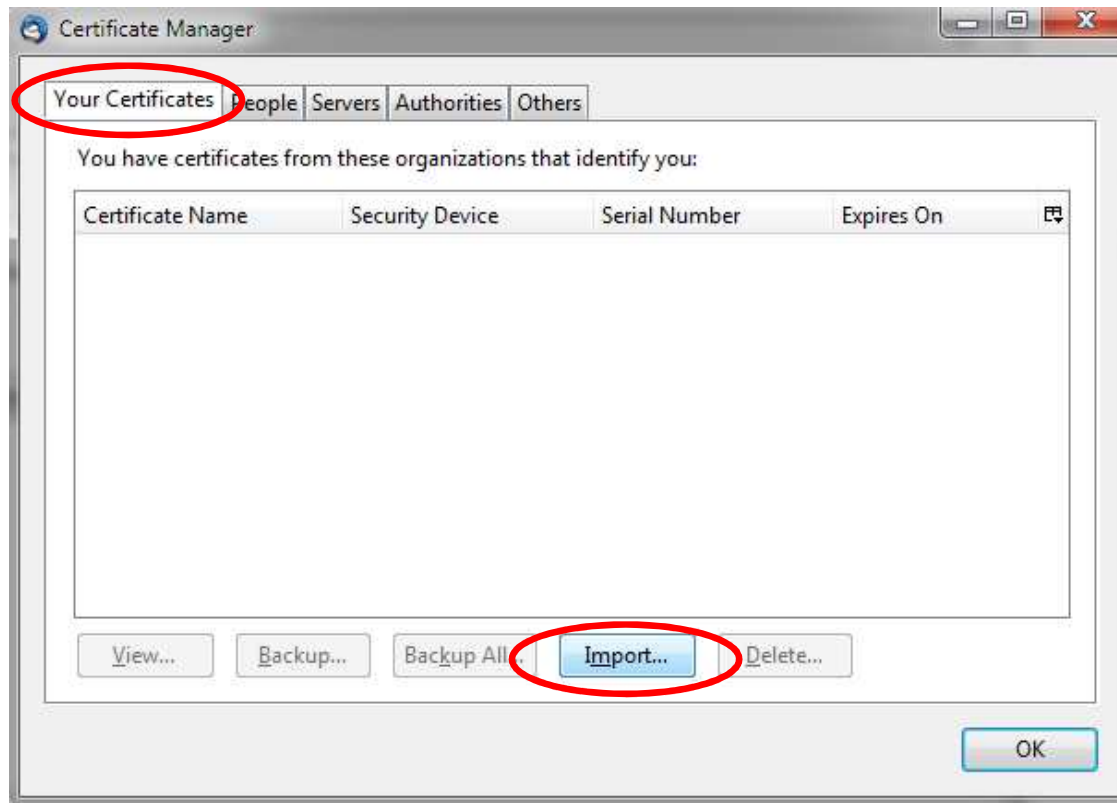 Certificate Manager
Your Certificates People Servers Authorities Others
You have certificates from these organizations that identify you:
Certificate Name Security Device Serial Number Expires On
View... Backup... Backup All... Import... Delete...
OK